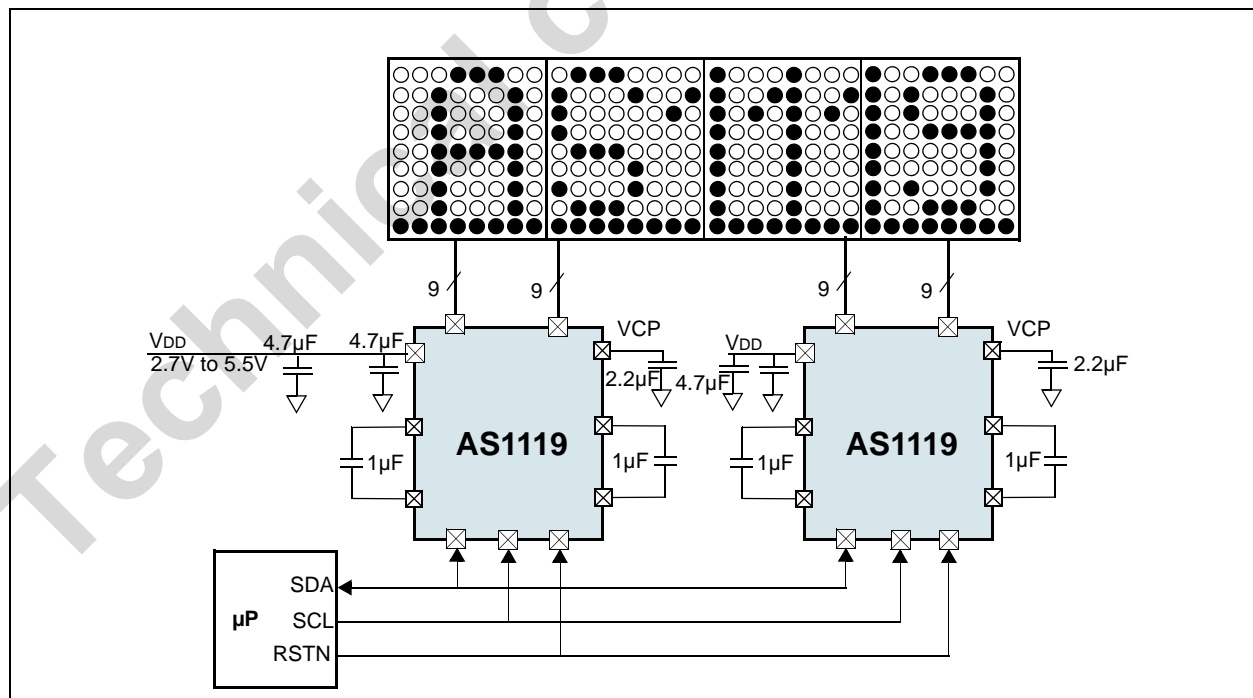 Technical c
9 9 9 9
VDD 4.7µF 4.7µF VCP VDD VCP
2.7V to 5.5V 2.2µF 4.7µF 2.2µF
AS1119 AS1119
1µF 1µF 1µF 1µF
SDA
µP SCL
RSTN